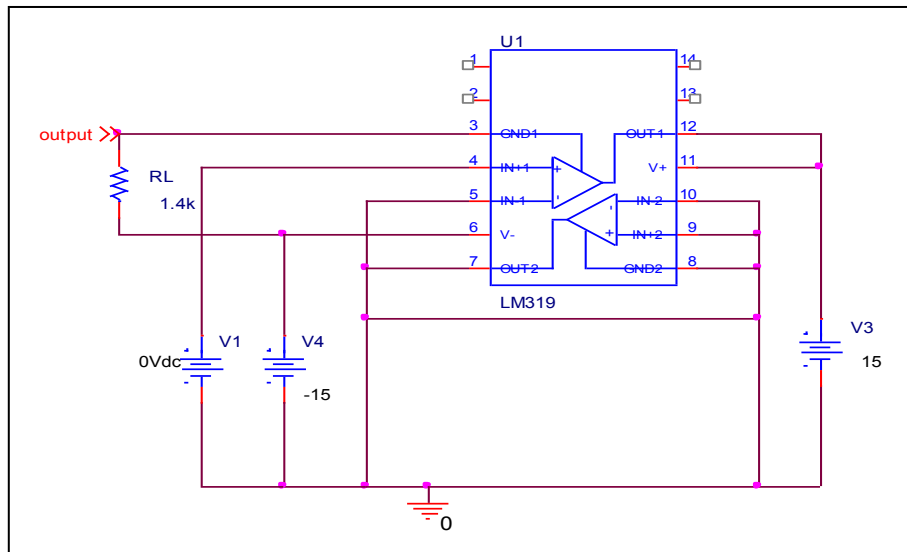 U1
1
14
2
13
output
3
GND1
OUT1
12
RL
1.4k
4
IN+1
V+
11
+
-
5
IN-1
IN-2
10
-
+
6
V-
IN+2
9
7
OUT2
GND2
8
LM319
V1
0Vdc
V4
-15
V3
15
0